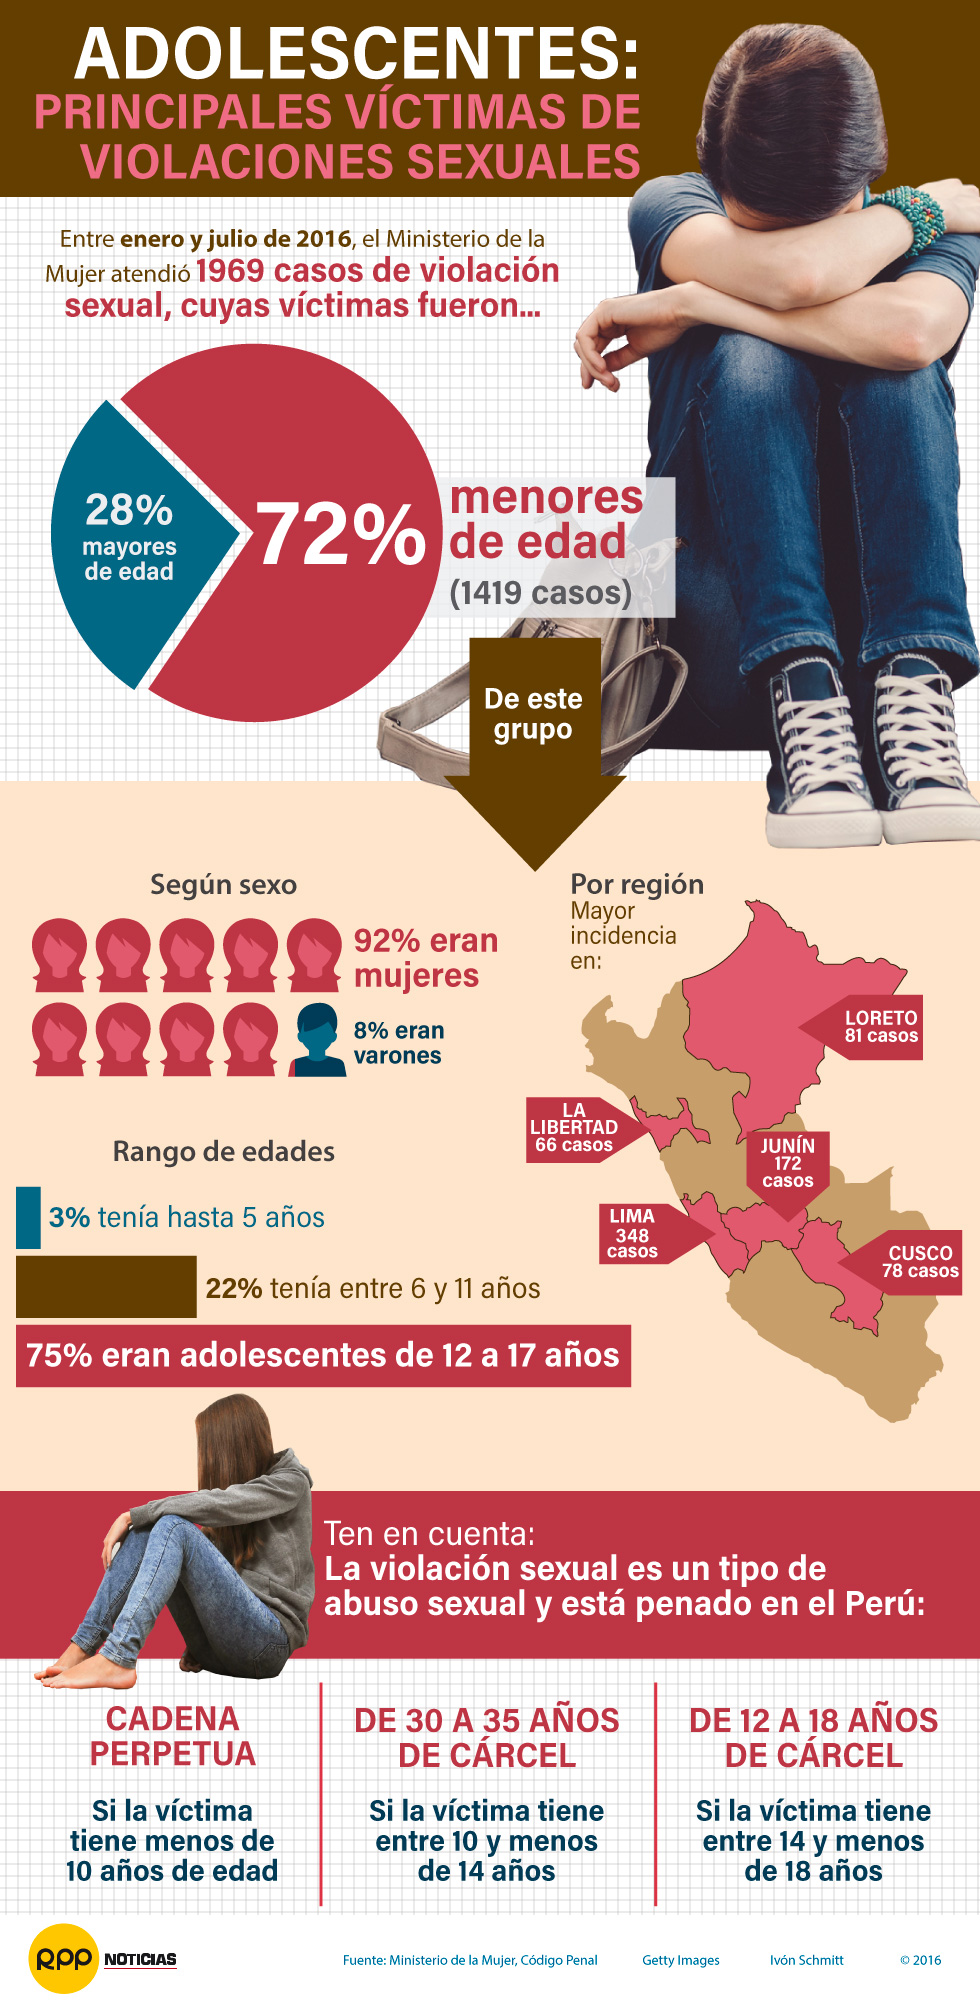 ADOLESCENTES:
PRINCIPALES VÍCTIMAS DE
VIOLACIONES SEXUALES
Entre enero y julio de 2016, el Ministerio de la
Mujer atendió 1969 casos de violación
sexual, cuyas víctimas fueron...
28%
mayores
de edad
72%
menores
de edad
(1419 casos)
De este
grupo
Según sexo
92% eran
mujeres
8% eran
varones
Por región
Mayor
incidencia
en:
LORETO
81 casos
LA
LIBERTAD
66 casos
JUNÍN
172
casos
LIMA
348
casos
CUSCO
78 casos
Rango de edades
3% tenía hasta 5 años
22% tenía entre 6 y 11 años
75% eran adolescentes de 12 a 17 años
Ten en cuenta:
La violación sexual es un tipo de
abuso sexual y está penado en el Perú:
CADENA
PERPETUA
Si la víctima
tiene menos de
10 años de edad
DE 30 A 35 AÑOS
DE CÁRCEL
Si la víctima tiene
entre 10 y menos
de 14 años
DE 12 A 18 AÑOS
DE CÁRCEL
Si la víctima tiene
entre 14 y menos
de 18 años
RPP NOTICIAS
Fuente: Ministerio de la Mujer, Código Penal Getty Images Ivón Schmitt © 2016